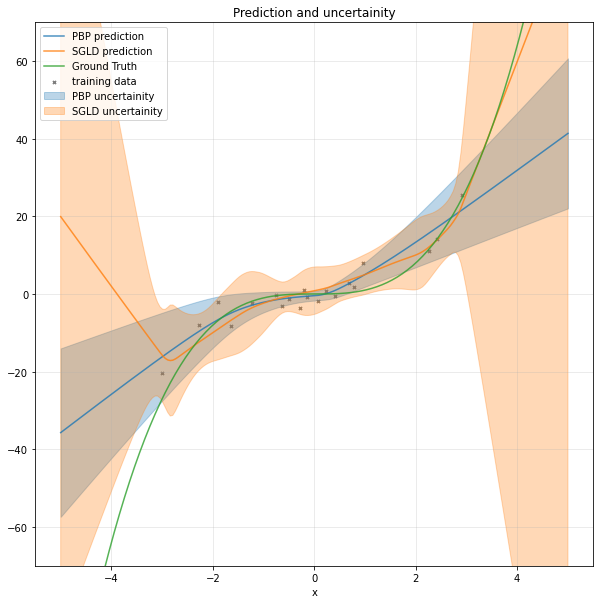 Prediction and uncertainity
PBP prediction
SGLD prediction
Ground Truth
training data
PBP uncertainity
SGLD uncertainity
60
40
20
0
−20
−40
−60
−4
−2
0
2
4
x